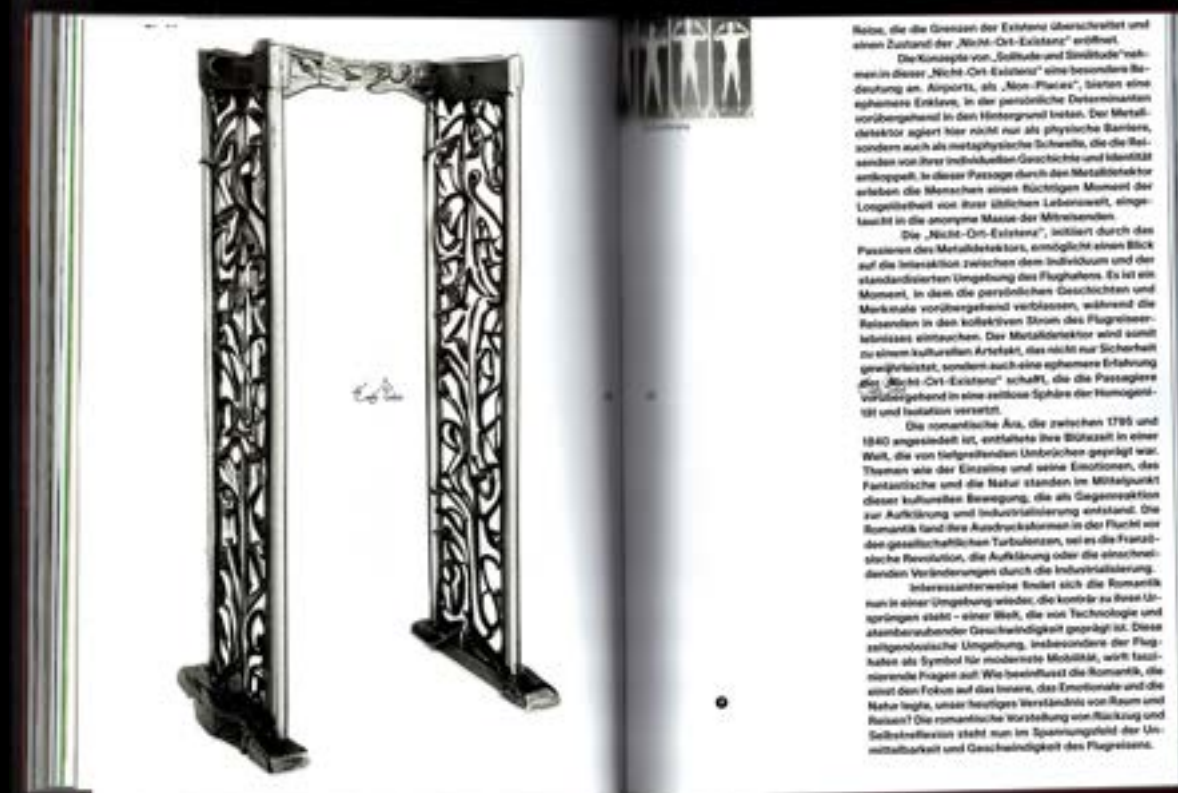 Reise, die die Grenzen der Existenz überschreitet und
einen Zustand der „Nicht-Ort-Existenz“ eröffnet.
Die Konzepte von „Solitude und Similitude“ neh-
men in dieser „Nicht-Ort-Existenz“ eine besondere Be-
deutung an. Airports, als „Non-Places“, bieten eine
ephemere Enklave, in der persönliche Determinanten
vorübergehend in den Hintergrund treten. Der Metall-
detektor agiert hier nicht nur als physische Barriere,
sondern auch als metaphysische Schwelle, die die Rei-
senden von ihrer individuellen Geschichte und Identität
entkoppelt. In dieser Passage durch den Metalldetektor
erleben die Menschen einen flüchtigen Moment der
Losgelöstheit von ihrer üblichen Lebenswelt, einge-
taucht in die anonyme Masse der Mitreisenden.
Die „Nicht-Ort-Existenz“, initiiert durch das
Passieren des Metalldetektors, ermöglicht einen Blick
auf die Interaktion zwischen dem Individuum und der
standardisierten Umgebung des Flughafens. Es ist ein
Moment, in dem die persönlichen Geschichten und
Merkmale vorübergehend verblassen, während die
Reisenden in den kollektiven Strom des Flugreiseer-
lebnisses eintauchen. Der Metalldetektor wird somit
zu einem kulturellen Artefakt, das nicht nur Sicherheit
gewährleistet, sondern auch eine ephemere Erfahrung
der „Nicht-Ort-Existenz“ schafft, die die Passagiere
vorübergehend in eine zeitlose Sphäre der Homogeni-
tät und Isolation versetzt.
Die romantische Ära, die zwischen 1795 und
1840 angesiedelt ist, entfaltete ihre Blütezeit in einer
Welt, die von tiefgreifenden Umbrüchen geprägt war.
Themen wie der Einzelne und seine Emotionen, das
Fantastische und die Natur standen im Mittelpunkt
dieser kulturellen Bewegung, die als Gegenreaktion
zur Aufklärung und Industrialisierung entstand. Die
Romantik fand ihre Ausdrucksformen in der Flucht vor
den gesellschaftlichen Turbulenzen, sei es die Franzö-
sische Revolution, die Aufklärung oder die einschnei-
denden Veränderungen durch die Industrialisierung.
Interessanterweise findet sich die Romantik
nun in einer Umgebung wieder, die konträr zu ihren Ur-
sprüngen steht – einer Welt, die von Technologie und
atemberaubender Geschwindigkeit geprägt ist. Diese
zeitgenössische Umgebung, insbesondere der Flug-
hafen als Symbol für modernste Mobilität, wirft faszi-
nierende Fragen auf: Wie beeinflusst die Romantik, die
einst den Fokus auf das Innere, das Emotionale und die
Natur legte, unser heutiges Verständnis von Raum und
Reisen? Die romantische Vorstellung von Rückzug und
Selbstreflexion steht nun im Spannungsfeld der Un-
mittelbarkeit und Geschwindigkeit des Flugreisens.